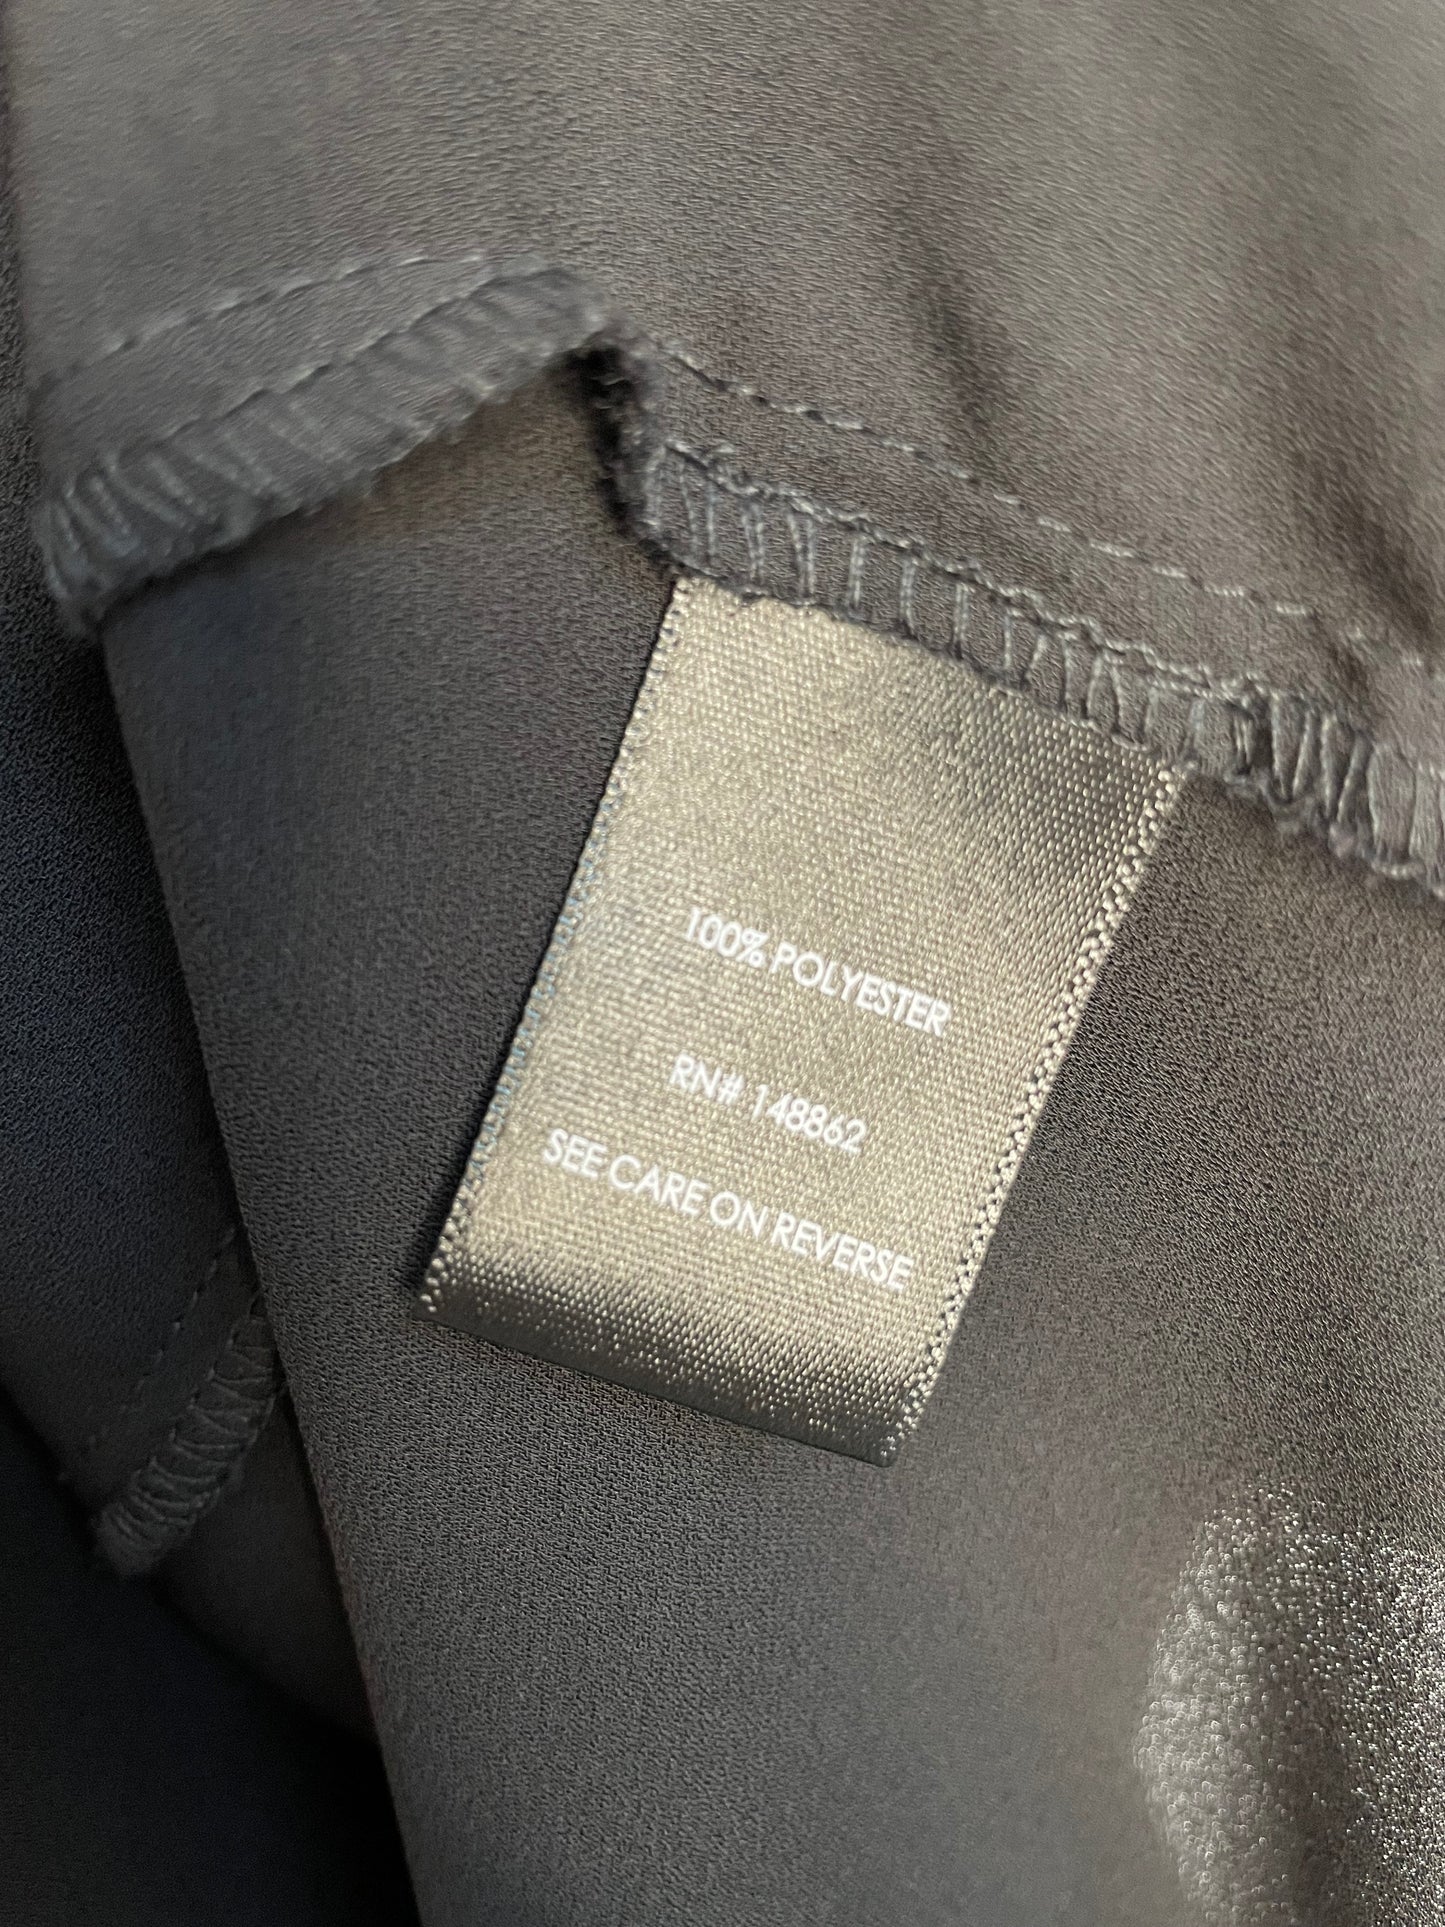 100% POLYESTER
RN# 148862
SEE CARE ON REVERSE